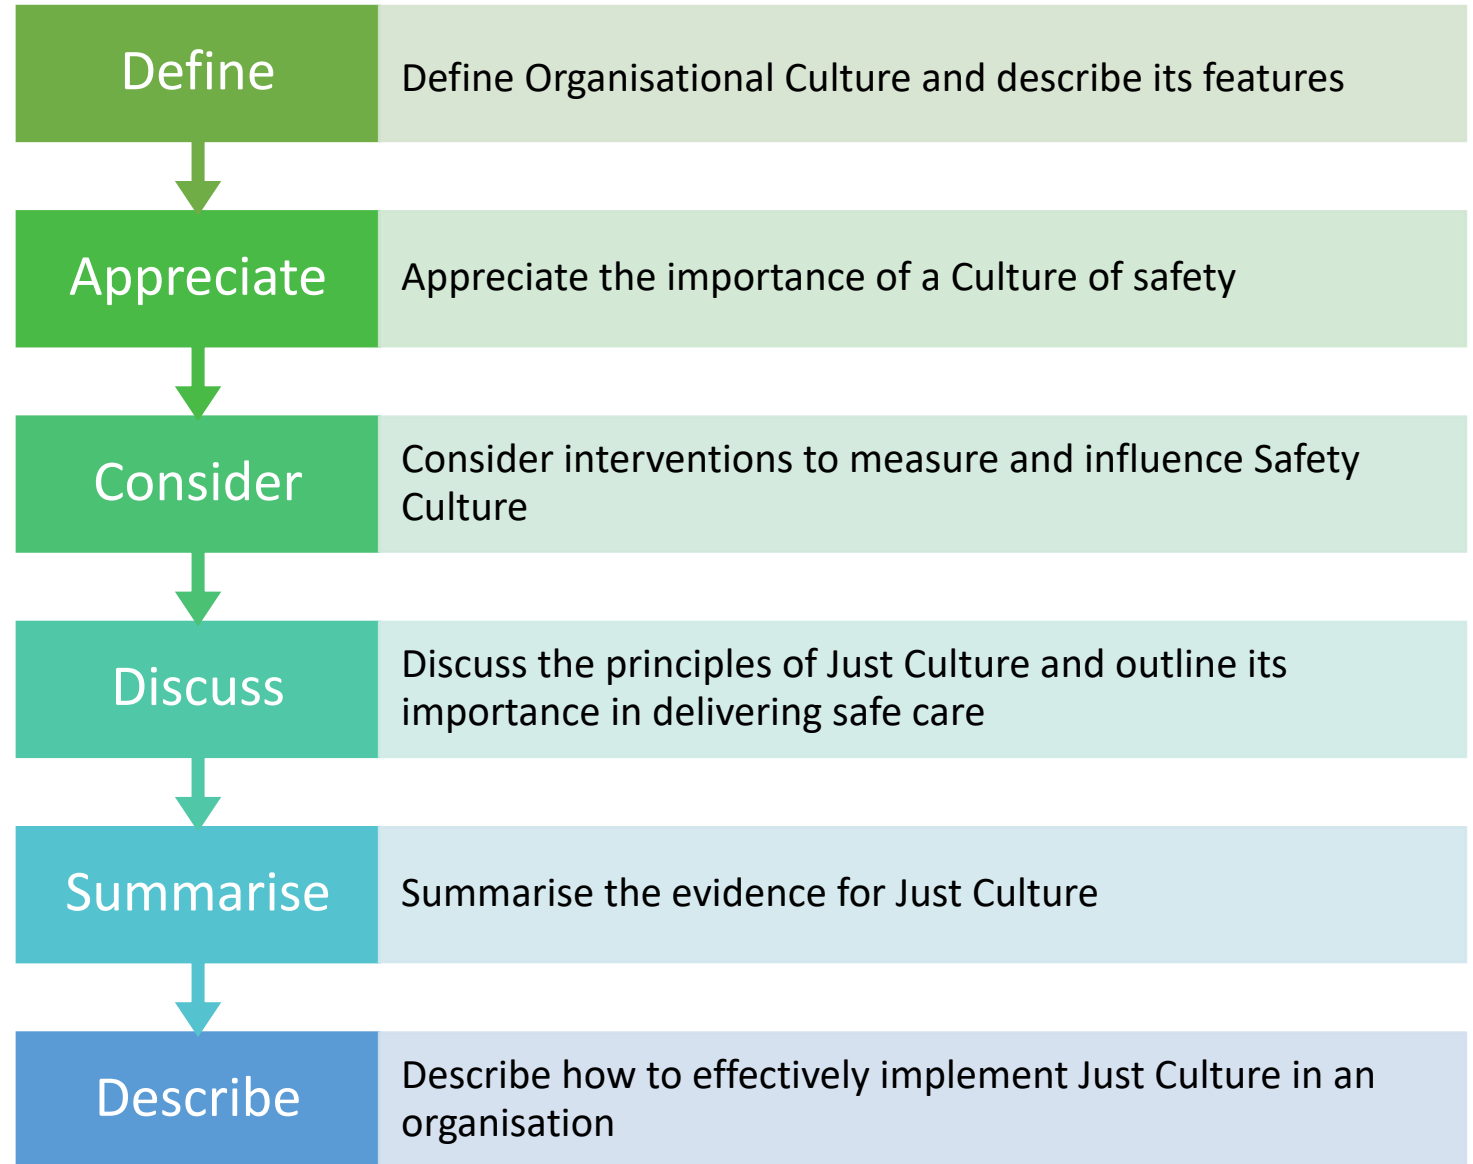 Define
Define Organisational Culture and describe its features
Appreciate
Appreciate the importance of a Culture of safety
Consider
Consider interventions to measure and influence Safety
Culture
Discuss
Discuss the principles of Just Culture and outline its
importance in delivering safe care
Summarise
Summarise the evidence for Just Culture
Describe
Describe how to effectively implement Just Culture in an
organisation